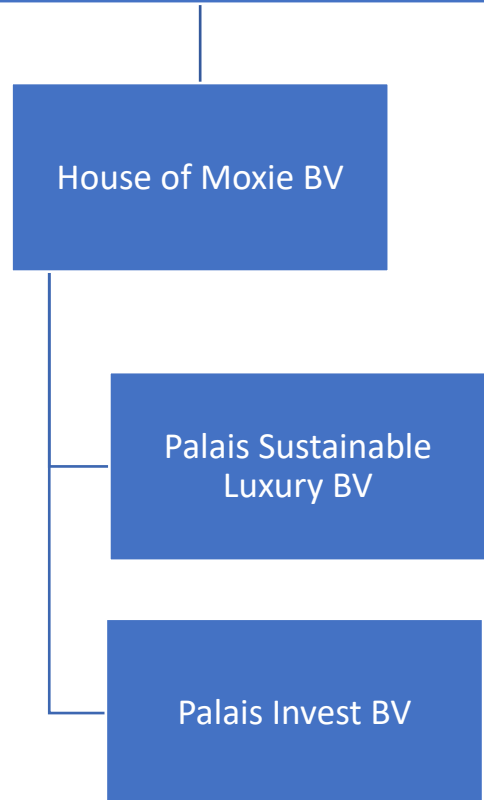 House of Moxie BV
Palais Sustainable
Luxury BV
Palais Invest BV